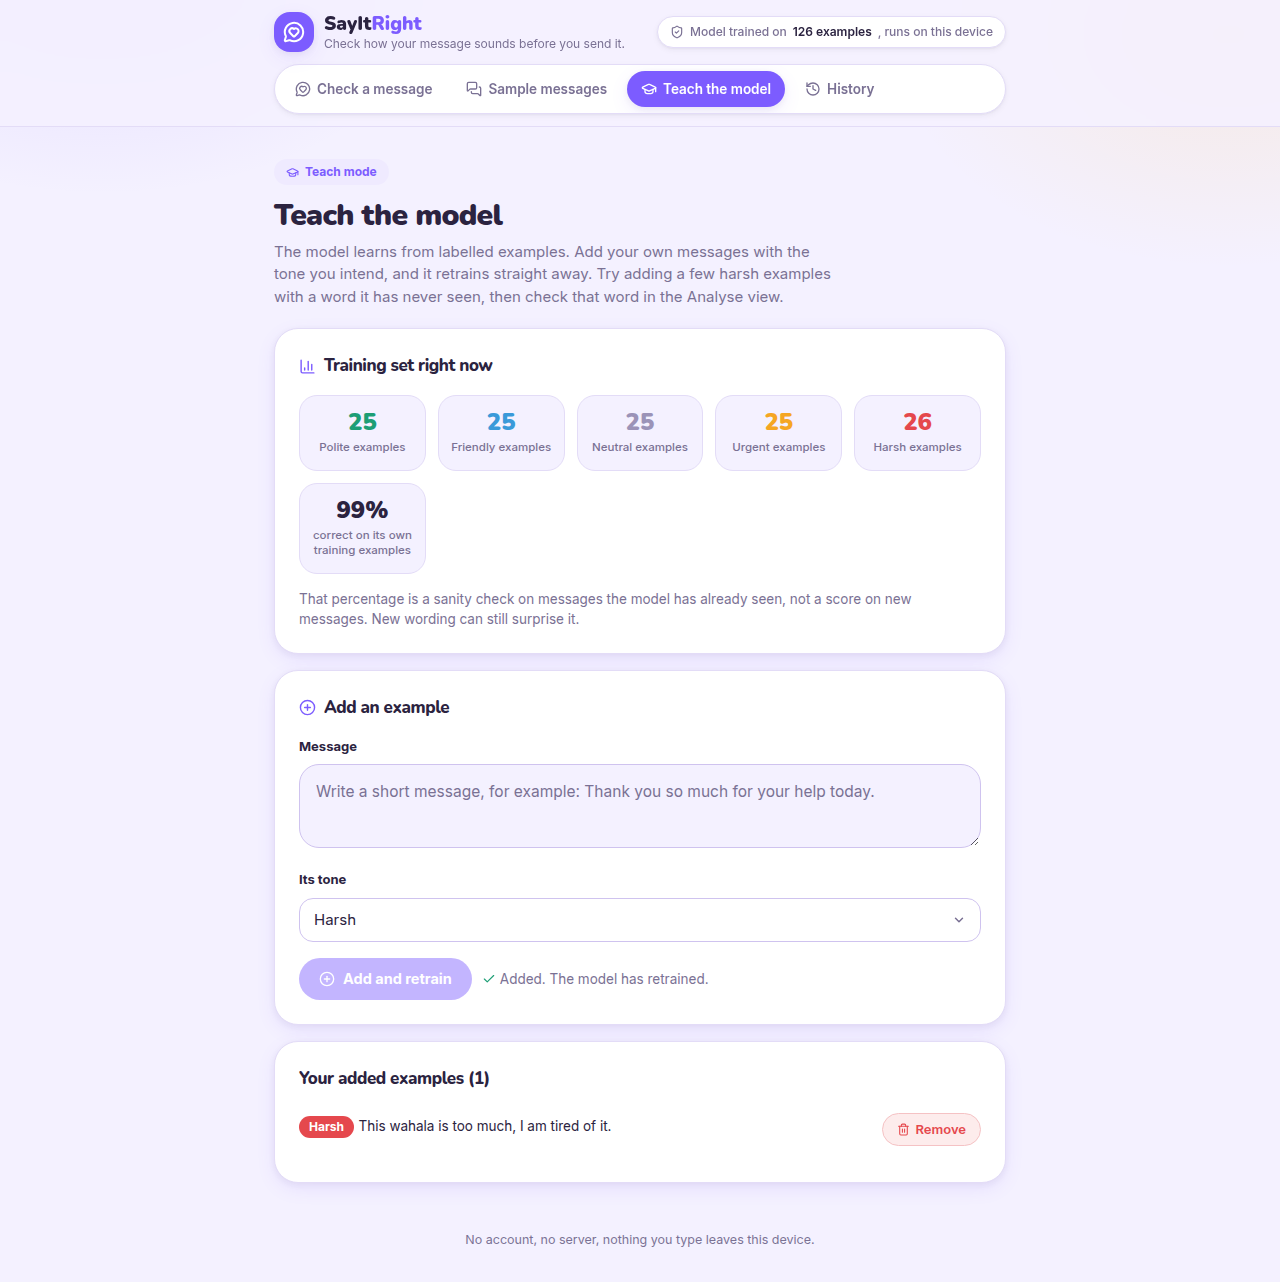 SayItRight
Check how your message sounds before you send it.
Model trained on 126 examples , runs on this device
Check a message
Sample messages
Teach the model
History
Teach mode
Teach the model
The model learns from labelled examples. Add your own messages with the
tone you intend, and it retrains straight away. Try adding a few harsh examples
with a word it has never seen, then check that word in the Analyse view.
Training set right now
25
Polite examples
25
Friendly examples
25
Neutral examples
25
Urgent examples
26
Harsh examples
99%
correct on its own
training examples
That percentage is a sanity check on messages the model has already seen, not a score on new
messages. New wording can still surprise it.
Add an example
Message
Write a short message, for example: Thank you so much for your help today.
Its tone
Harsh
Add and retrain
Added. The model has retrained.
Your added examples (1)
Harsh This wahala is too much, I am tired of it.
Remove
No account, no server, nothing you type leaves this device.